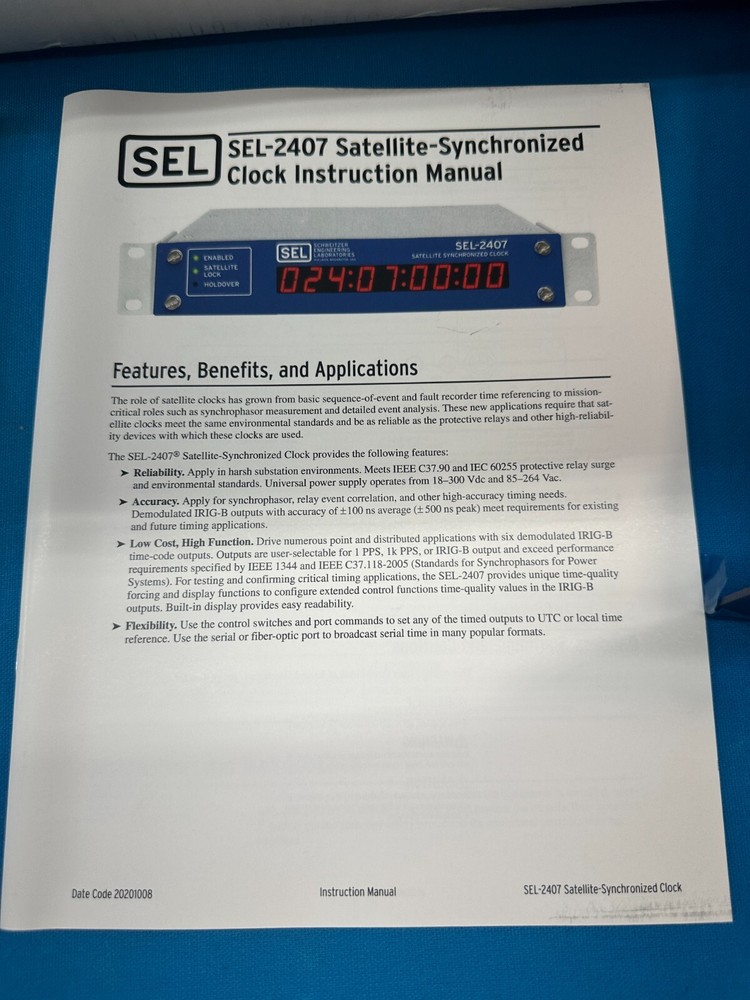 SEL
SEL-2407 Satellite-Synchronized
Clock Instruction Manual
ENABLED
SATELLITE
LOCK
HOLDOVER
SEL
SCHWEITZER
ENGINEERING
LABORATORIES
SEL-2407
SATELLITE SYNCHRONIZED CLOCK
024:07:00:00
Features, Benefits, and Applications
The role of satellite clocks has grown from basic sequence-of-event and fault recorder time referencing to mission-
critical roles such as synchrophasor measurement and detailed event analysis. These new applications require that sat-
ellite clocks meet the same environmental standards and be as reliable as the protective relays and other high-reliabil-
ity devices with which these clocks are used.
The SEL-2407® Satellite-Synchronized Clock provides the following features:
➤ Reliability. Apply in harsh substation environments. Meets IEEE C37.90 and IEC 60255 protective relay surge
and environmental standards. Universal power supply operates from 18–300 Vdc and 85–264 Vac.
➤ Accuracy. Apply for synchrophasor, relay event correlation, and other high-accuracy timing needs.
Demodulated IRIG-B outputs with accuracy of ±100 ns average (±500 ns peak) meet requirements for existing
and future timing applications.
➤ Low Cost, High Function. Drive numerous point and distributed applications with six demodulated IRIG-B
time-code outputs. Outputs are user-selectable for 1 PPS, 1k PPS, or IRIG-B output and exceed performance
requirements specified by IEEE 1344 and IEEE C37.118-2005 (Standards for Synchrophasors for Power
Systems). For testing and confirming critical timing applications, the SEL-2407 provides unique time-quality
forcing and display functions to configure extended control functions time-quality values in the IRIG-B
outputs. Built-in display provides easy readability.
➤ Flexibility. Use the control switches and port commands to set any of the timed outputs to UTC or local time
reference. Use the serial or fiber-optic port to broadcast serial time in many popular formats.
Date Code 20201008
Instruction Manual
SEL-2407 Satellite-Synchronized Clock